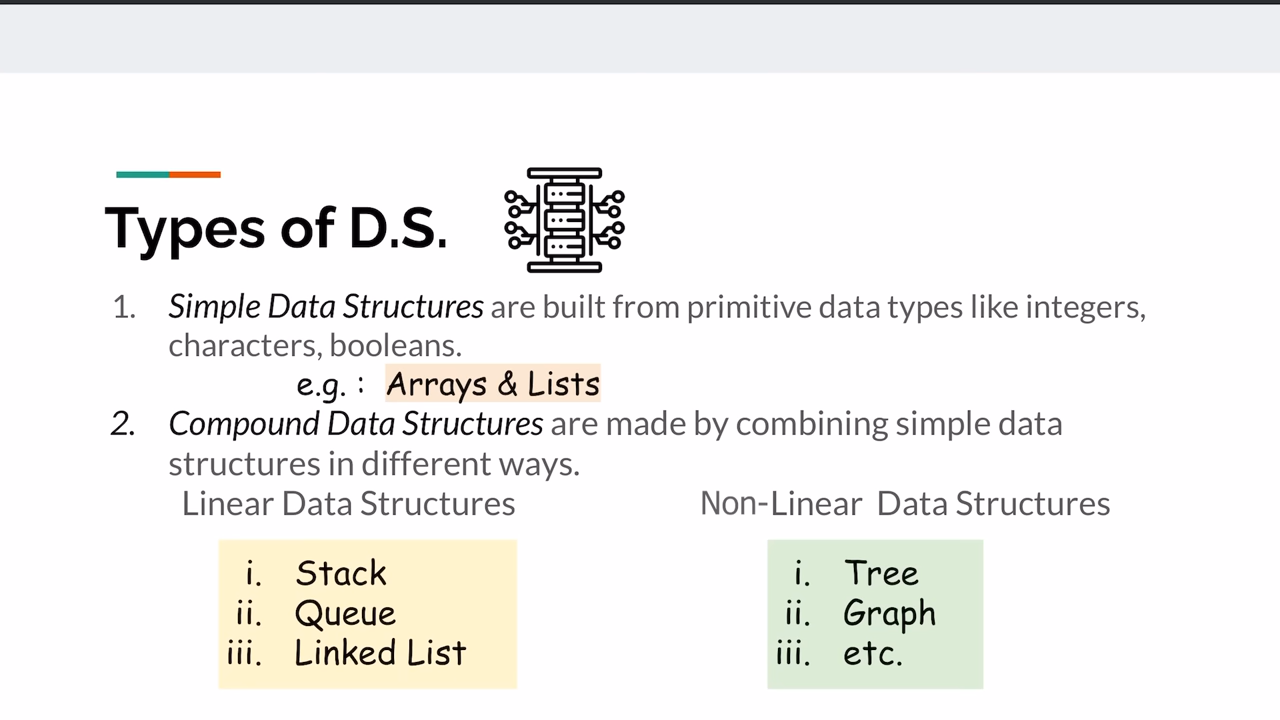 Types of D.S.
1. Simple Data Structures are built from primitive data types like integers,
characters, booleans.
e.g. : Arrays & Lists
2. Compound Data Structures are made by combining simple data
structures in different ways.
Linear Data Structures
i. Stack
ii. Queue
iii. Linked List
Non-Linear Data Structures
i. Tree
ii. Graph
iii. etc.